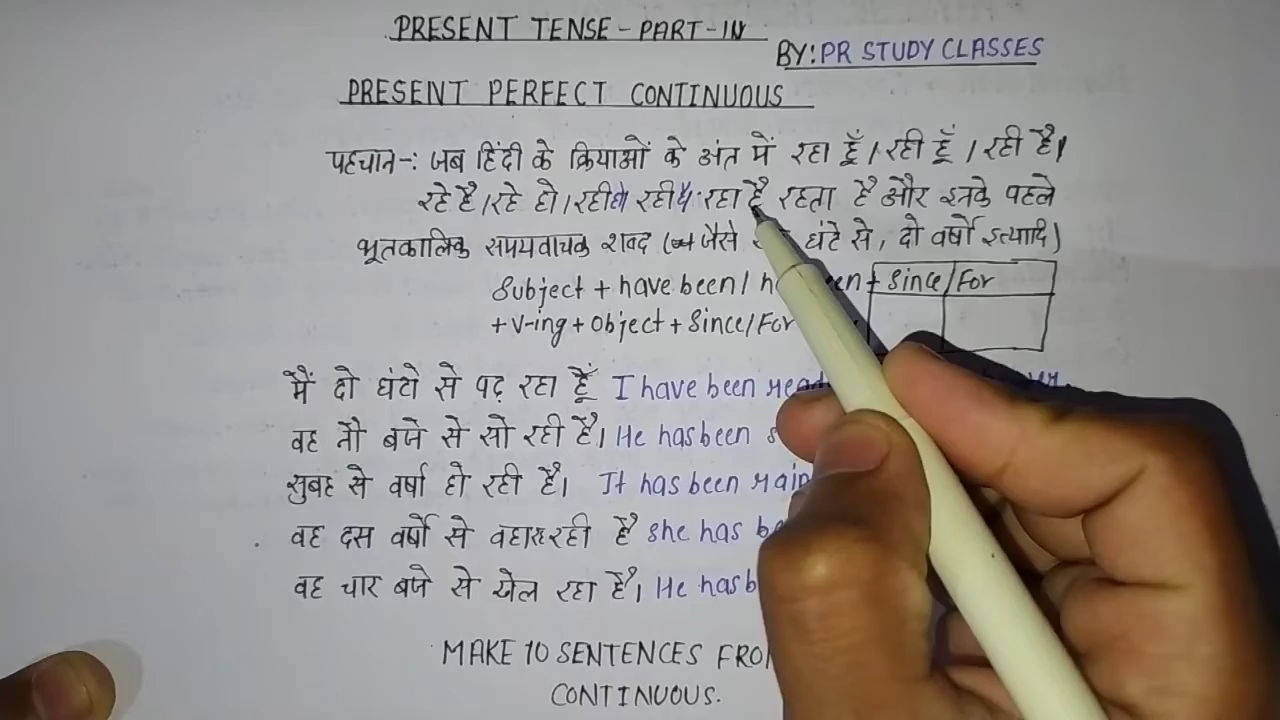 PRESENT TENSE - PART-IV
BY: PR STUDY CLASSES
PRESENT PERFECT CONTINUOUS
पहचान-: जब हिंदी के क्रियाओं के अंत में रहा हूँ। रही हूँ। रही है।
रहे है। रहे हो। रही हो रही है रहा है रहता है और इनके पहले
भूतकालिक समयवाचक शब्द (जैसे घंटे से, दो वर्षो इत्यादि)
Subject + have been / + Since/For
+ V-ing + Object + Since/For
मैं दो घंटो से पढ़ रहा हूँ I have been
वह नौ बजे से सो रही है। He has been
सुबह से वर्षा हो रही है। It has been
वह दस वर्षो से रही है she has
वह चार बजे से खेल रहा है। He has
MAKE 10 SENTENCES
CONTINUOUS.